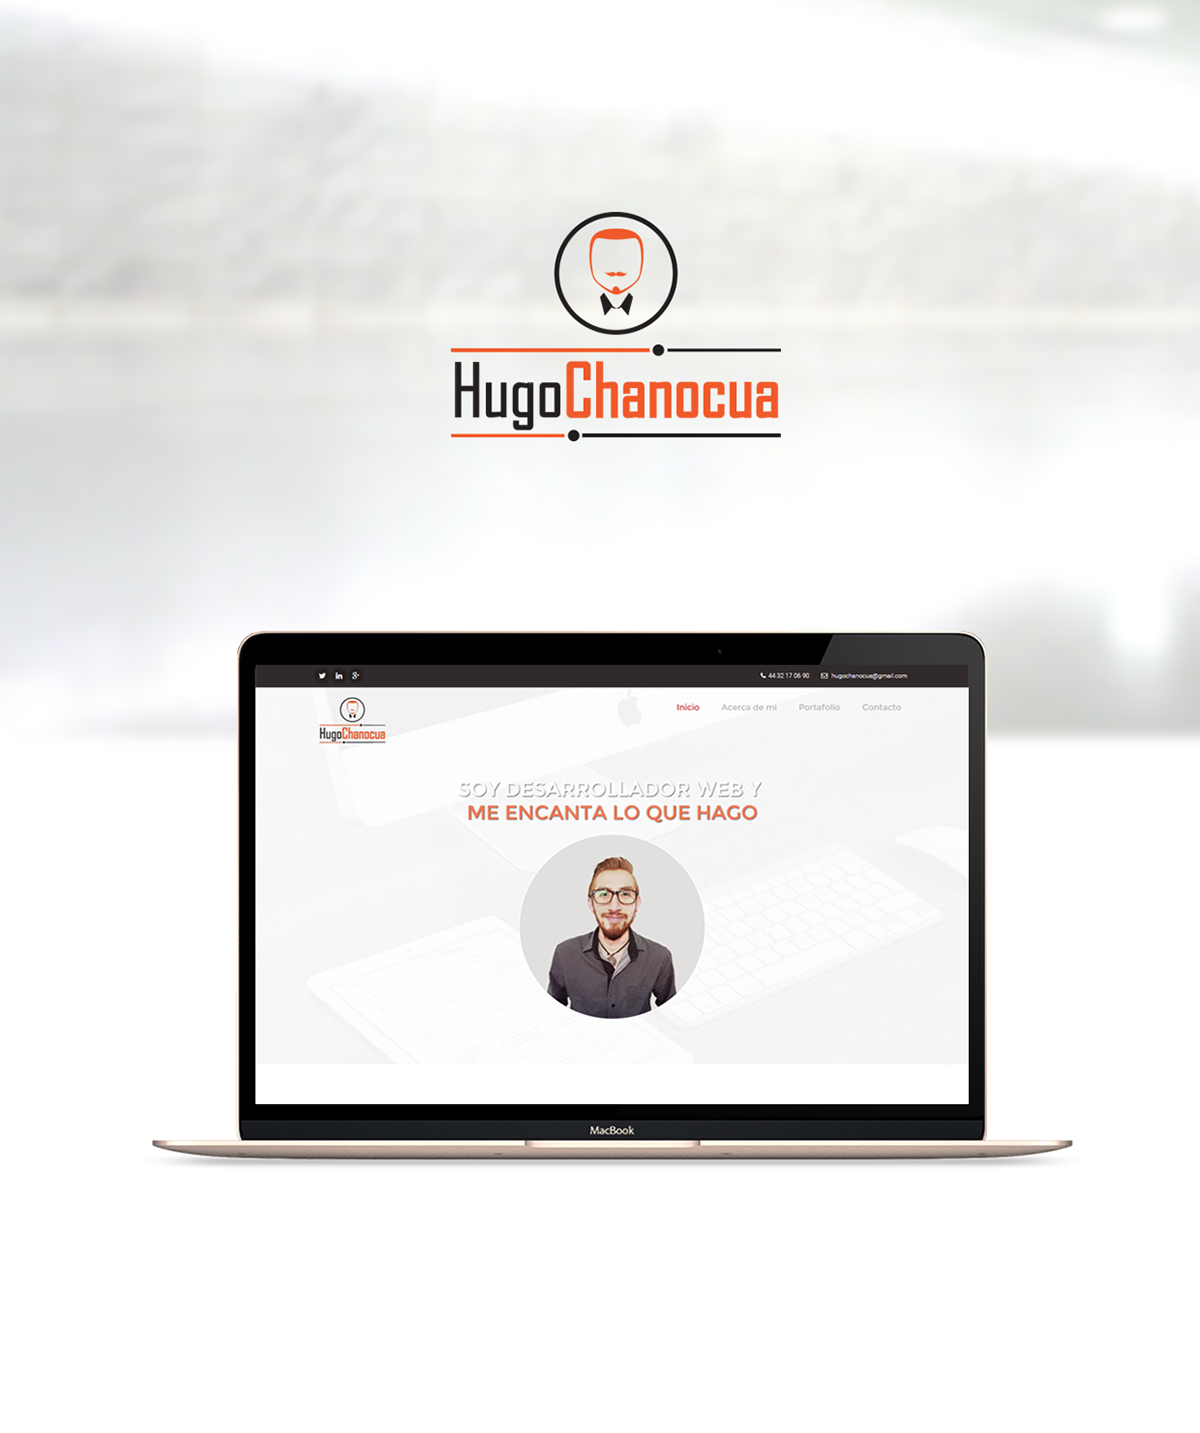 HugoChanocua
44 32 17 06 90 hugochanocua@gmail.com
HugoChanocua
Inicio Acerca de mi Portafolio Contacto
SOY DESARROLLADOR WEB Y
ME ENCANTA LO QUE HAGO
MacBook